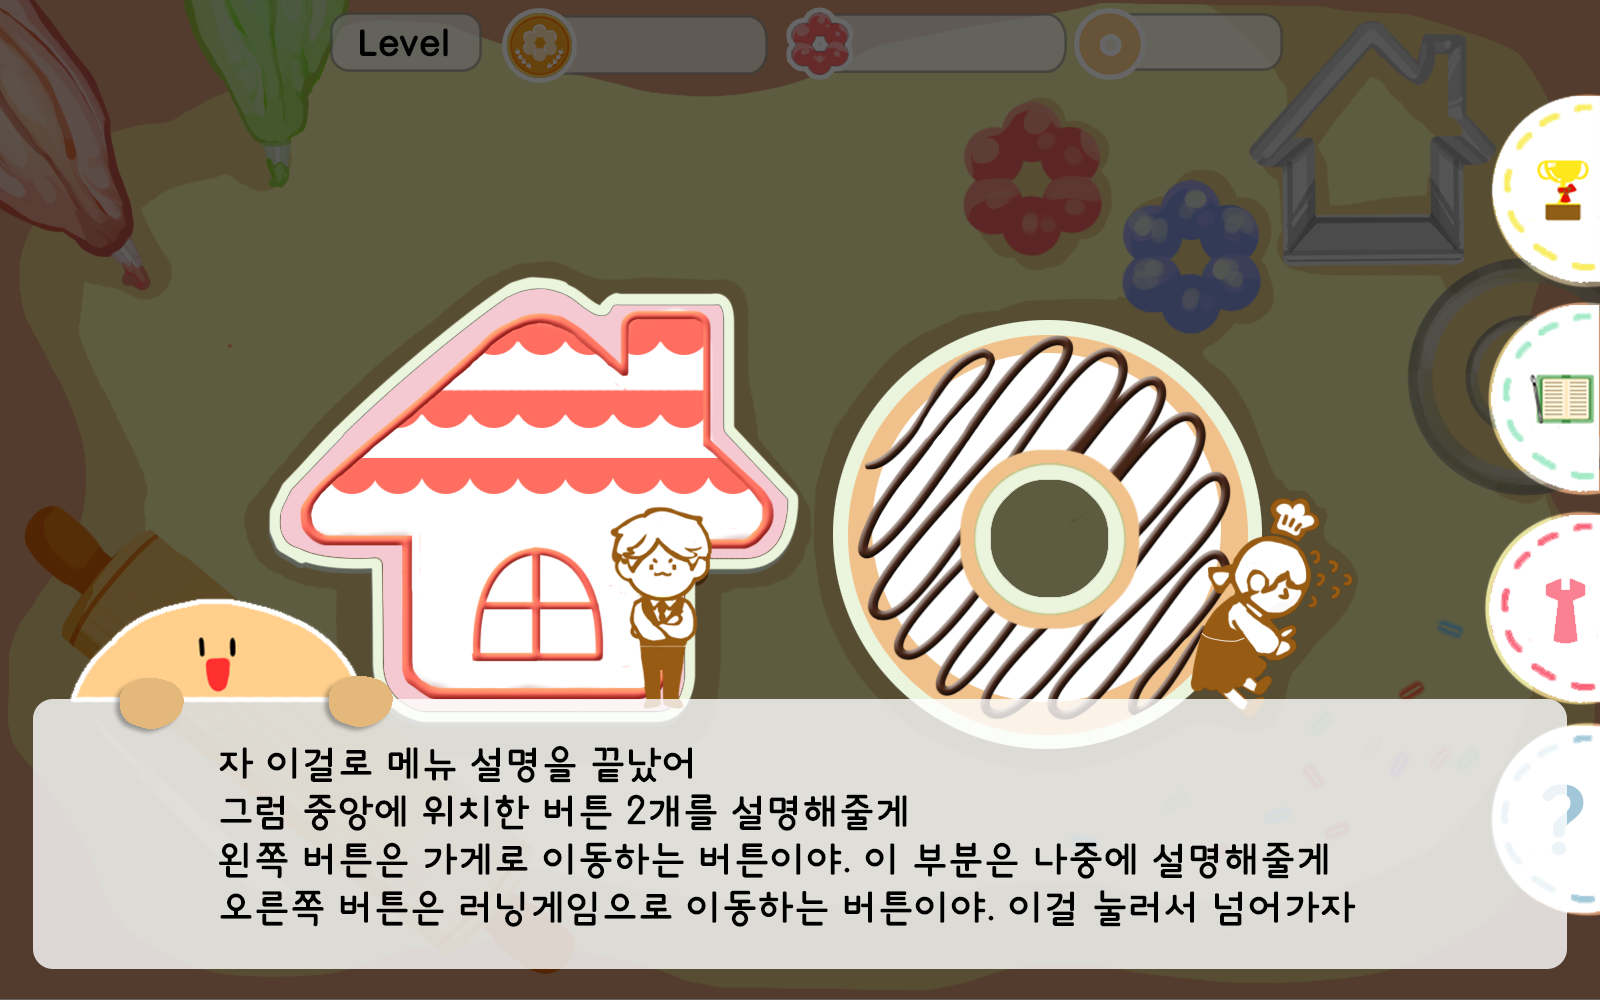 Level
자 이걸로 메뉴 설명을 끝났어
그럼 중앙에 위치한 버튼 2개를 설명해줄게
왼쪽 버튼은 가게로 이동하는 버튼이야. 이 부분은 나중에 설명해줄게
오른쪽 버튼은 러닝게임으로 이동하는 버튼이야. 이걸 눌러서 넘어가자
?